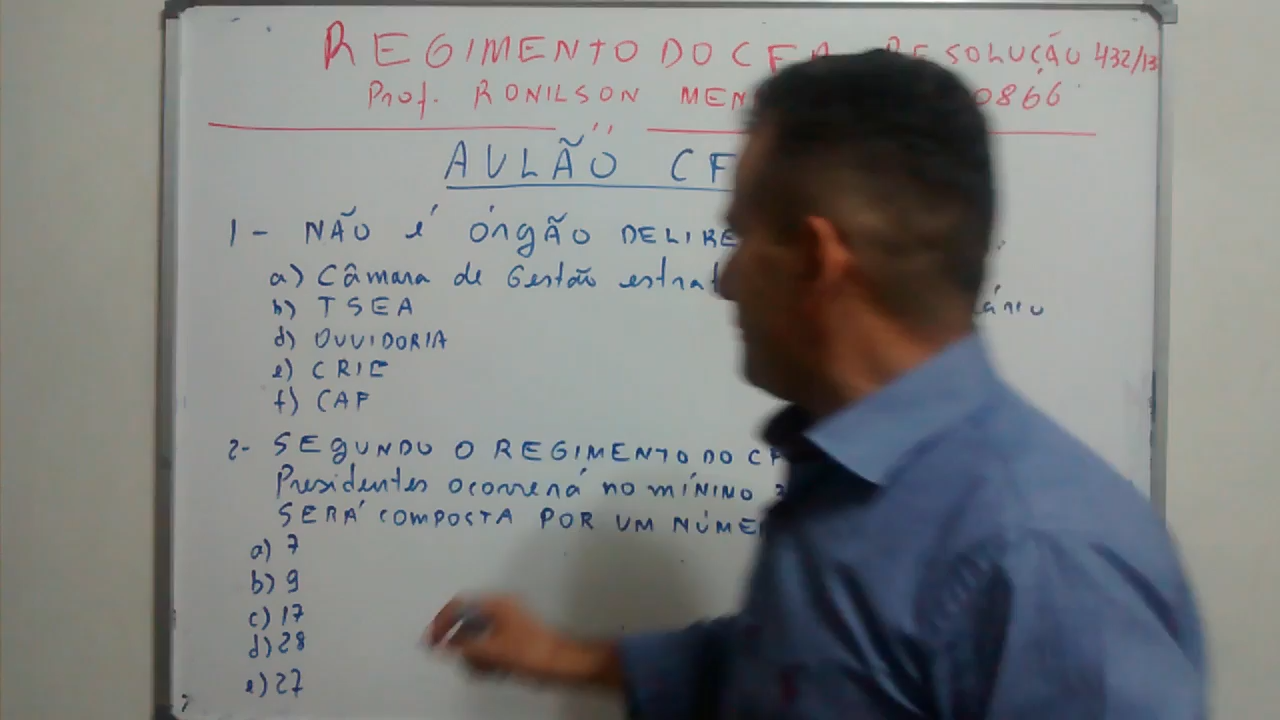 REGIMENTO DO CFA RESOLUÇÃO 432/13
Prof. RONILSON MEN 0866
AULÃO CF
1 - NÃO é órgão DELIBE
a) Câmara de Gestão estrat
b) TSEA
d) OUVIDORIA
e) CRIE
f) CAF
2- SEGUNDO O REGIMENTO DO CF
Presidentes ocorrerá no MÍNINO
SERÁ COMPOSTA POR UM NÚME
a) 7
b) 9
c) 17
d) 28
e) 27